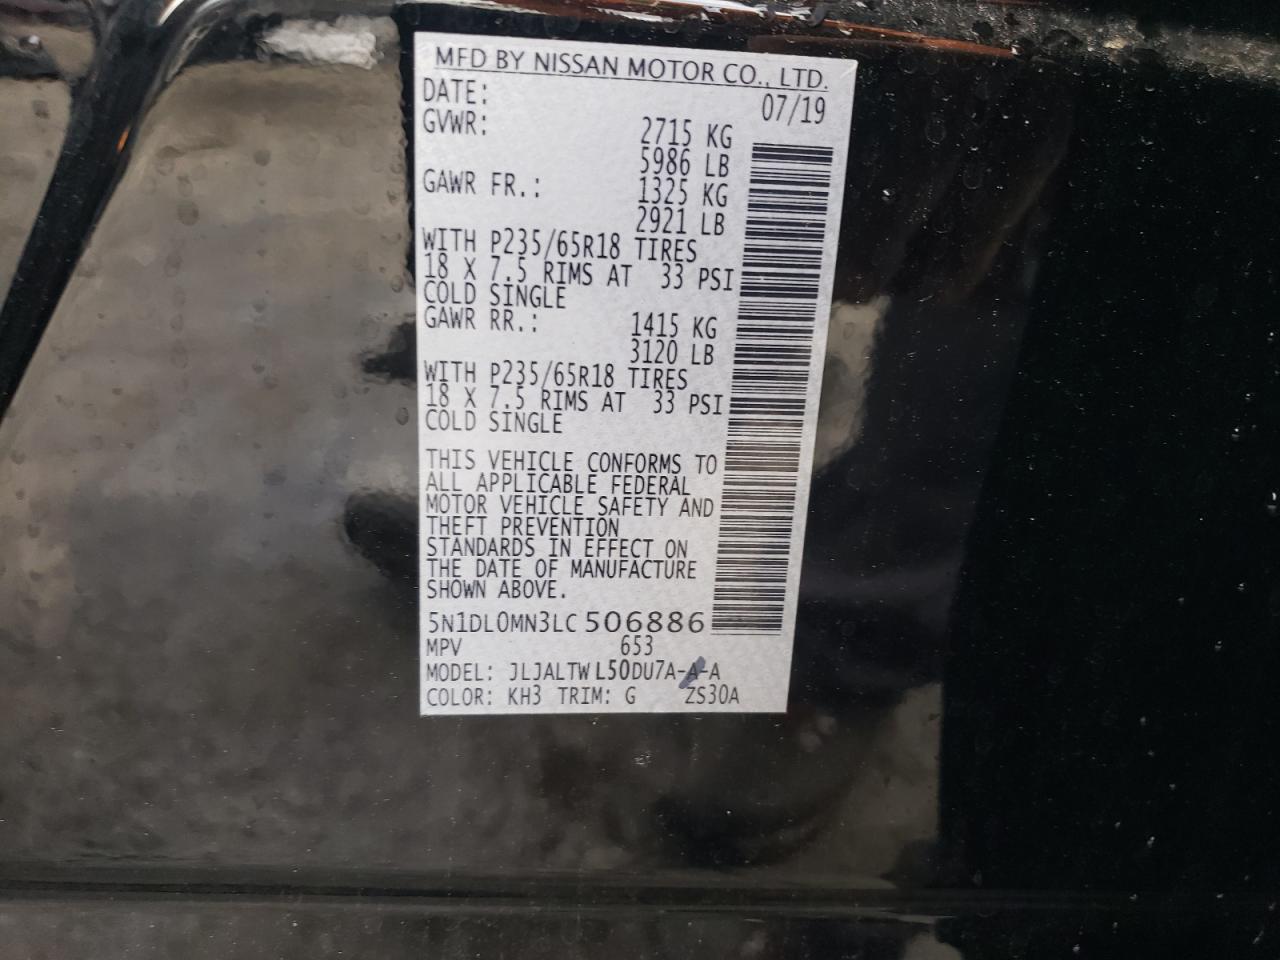 MFD BY NISSAN MOTOR CO., LTD.
DATE: 07/19
GVWR: 2715 KG
5986 LB
GAWR FR.: 1325 KG
2921 LB
WITH P235/65R18 TIRES
18 X 7.5 RIMS AT 33 PSI
COLD SINGLE
GAWR RR.: 1415 KG
3120 LB
WITH P235/65R18 TIRES
18 X 7.5 RIMS AT 33 PSI
COLD SINGLE
THIS VEHICLE CONFORMS TO
ALL APPLICABLE FEDERAL
MOTOR VEHICLE SAFETY AND
THEFT PREVENTION
STANDARDS IN EFFECT ON
THE DATE OF MANUFACTURE
SHOWN ABOVE.
5N1DL0MN3LC 506886
MPV 653
MODEL: JLJALTW L50DU7A-A-A
COLOR: KH3 TRIM: G ZS30A